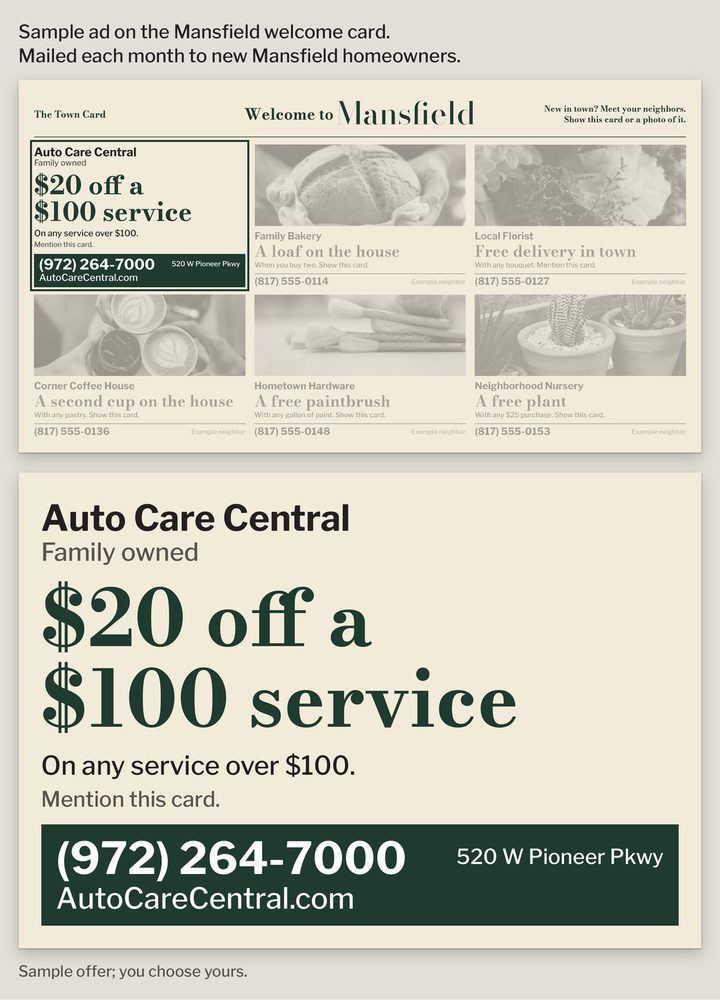 Sample ad on the Mansfield welcome card.
Mailed each month to new Mansfield homeowners.
The Town Card
Welcome to Mansfield
New in town? Meet your neighbors.
Show this card or a photo of it.
Auto Care Central
Family owned
$20 off a
$100 service
On any service over $100.
Mention this card.
(972) 264-7000
520 W Pioneer Pkwy
AutoCareCentral.com
Family Bakery
A loaf on the house
When you buy two. Show this card.
(817) 555-0114
Example neighbor
Local Florist
Free delivery in town
With any bouquet. Mention this card.
(817) 555-0127
Example neighbor
Corner Coffee House
A second cup on the house
With any pastry. Show this card.
(817) 555-0136
Example neighbor
Hometown Hardware
A free paintbrush
With any gallon of paint. Show this card.
(817) 555-0148
Example neighbor
Neighborhood Nursery
A free plant
With any $25 purchase. Show this card.
(817) 555-0153
Example neighbor
Auto Care Central
Family owned
$20 off a
$100 service
On any service over $100.
Mention this card.
(972) 264-7000
520 W Pioneer Pkwy
AutoCareCentral.com
Sample offer; you choose yours.